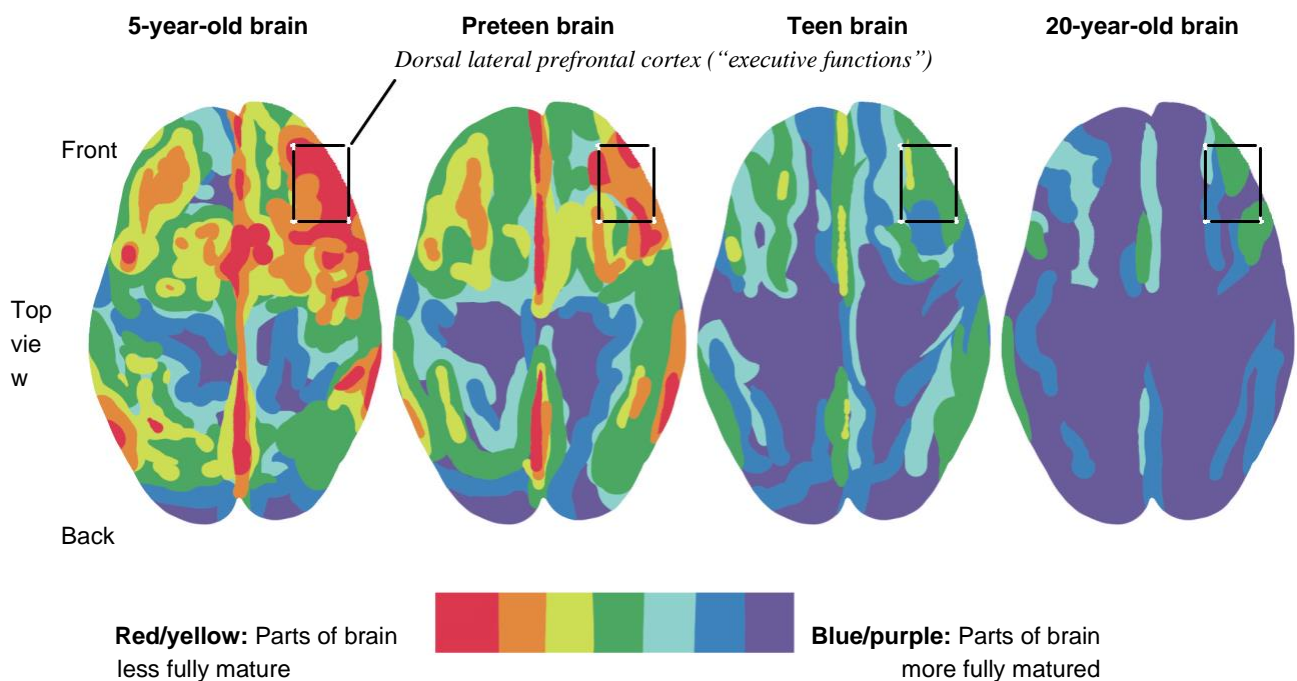 5-year-old brain Preteen brain Teen brain 20-year-old brain
Dorsal lateral prefrontal cortex (“executive functions”)
Front
Top
vie
w
Back
Red/yellow: Parts of brain
less fully mature
Blue/purple: Parts of brain
more fully matured